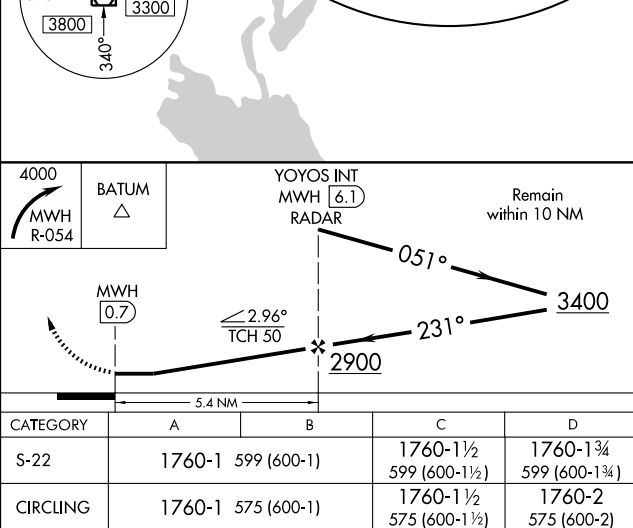 3300
3800
340°
4000
MWH
R-054
BATUM
YOYOS INT
MWH 6.1
RADAR
Remain
within 10 NM
051°
3400
231°
2900
MWH
0.7
2.96°
TCH 50
5.4 NM
CATEGORY A B C D
S-22 1760-1 599 (600-1) 1760-1½ 599 (600-1½) 1760-1¾ 599 (600-1¾)
CIRCLING 1760-1 575 (600-1) 1760-1½ 575 (600-1½) 1760-2 575 (600-2)